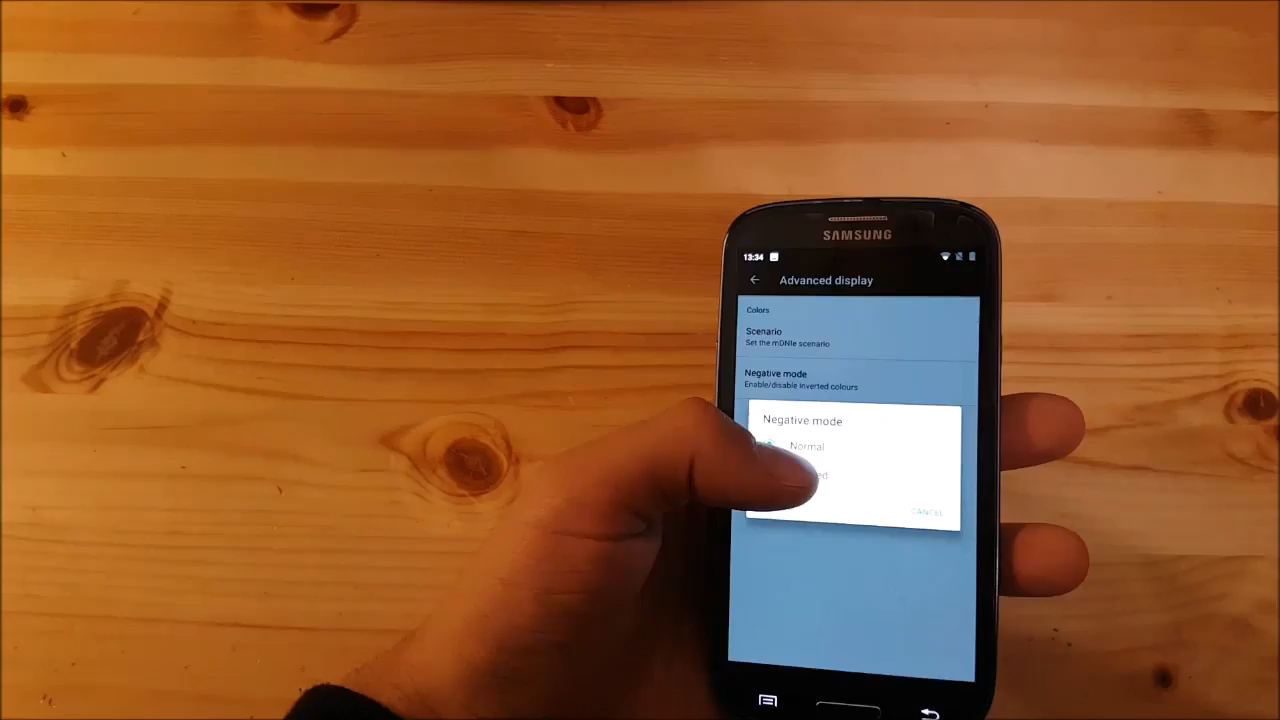 SAMSUNG
13:34
Advanced display
Colors
Scenario
Set the mDNIe scenario
Negative mode
Enable/disable inverted colours
Negative mode
Normal
CANCEL